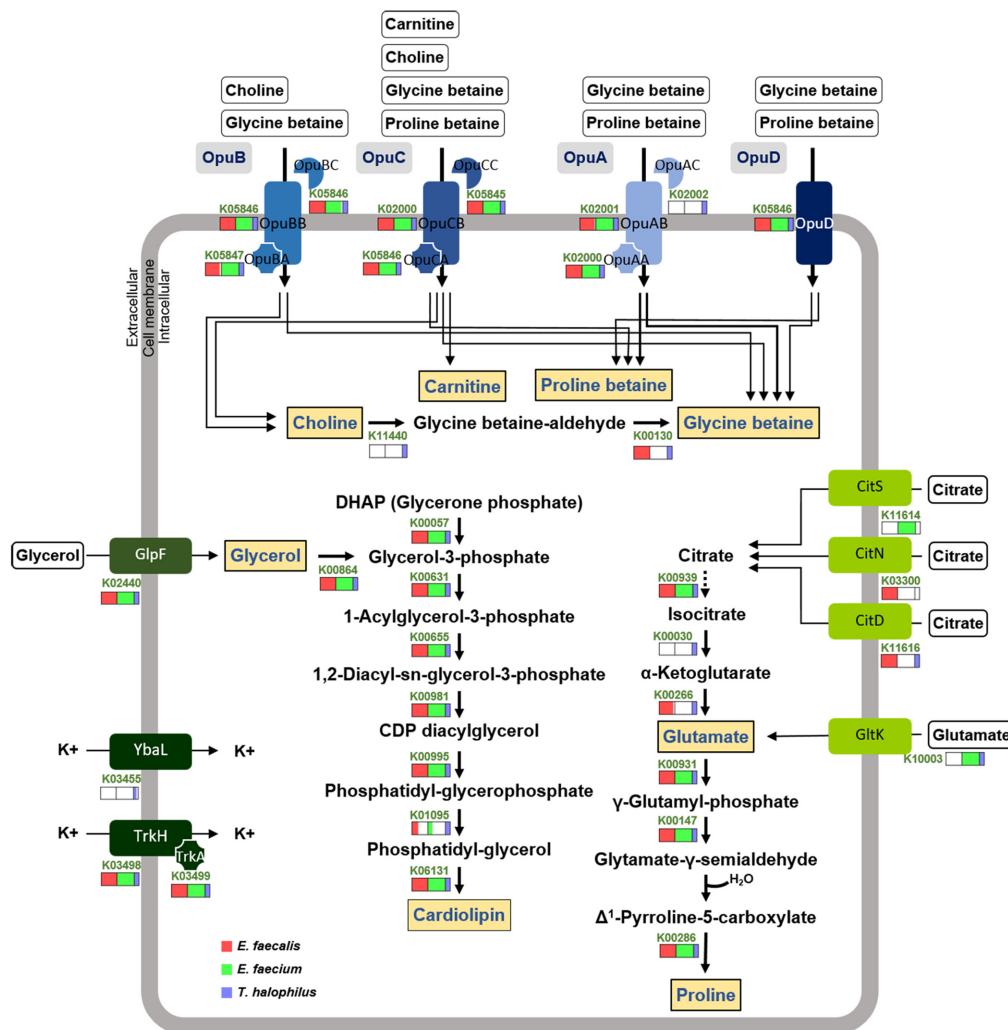 Carnitine
Choline
Choline
Glycine betaine
Glycine betaine
Glycine betaine
Glycine betaine
Proline betaine
Proline betaine
Proline betaine
OpuB
OpuBC
OpuC
OpuCC
OpuA
OpuAC
OpuD
K05846
K05845
K02002
K05846
OpuBB
K02000
OpuCB
K02001
OpuAB
K05846
OpuD
K05847
OpuBA
K05846
OpuCA
K02000
OpuAA
Extracellular
Cell membrane
Intracellular
Carnitine
Proline betaine
Choline
Glycine betaine-aldehyde
Glycine betaine
K11440
K00130
DHAP (Glycerone phosphate)
K00057
Glycerol
GlpF
Glycerol
Glycerol-3-phosphate
K02440
K00864
K00631
1-Acylglycerol-3-phosphate
K00655
1,2-Diacyl-sn-glycerol-3-phosphate
K00981
CDP diacylglycerol
K00995
Phosphatidyl-glycerophosphate
K01095
Phosphatidyl-glycerol
K06131
Cardiolipin
CitS
Citrate
K11614
Citrate
CitN
Citrate
K00939
K03300
Isocitrate
CitD
Citrate
K00030
K11616
α-Ketoglutarate
K00266
Glutamate
GltK
Glutamate
K10003
K00931
γ-Glutamyl-phosphate
K00147
Glytamate-γ-semialdehyde
H₂O
Δ¹-Pyrroline-5-carboxylate
K00286
Proline
K+
YbaL
K+
K03455
K+
TrkH
K+
TrkA
K03498
K03499
E. faecalis
E. faecium
T. halophilus